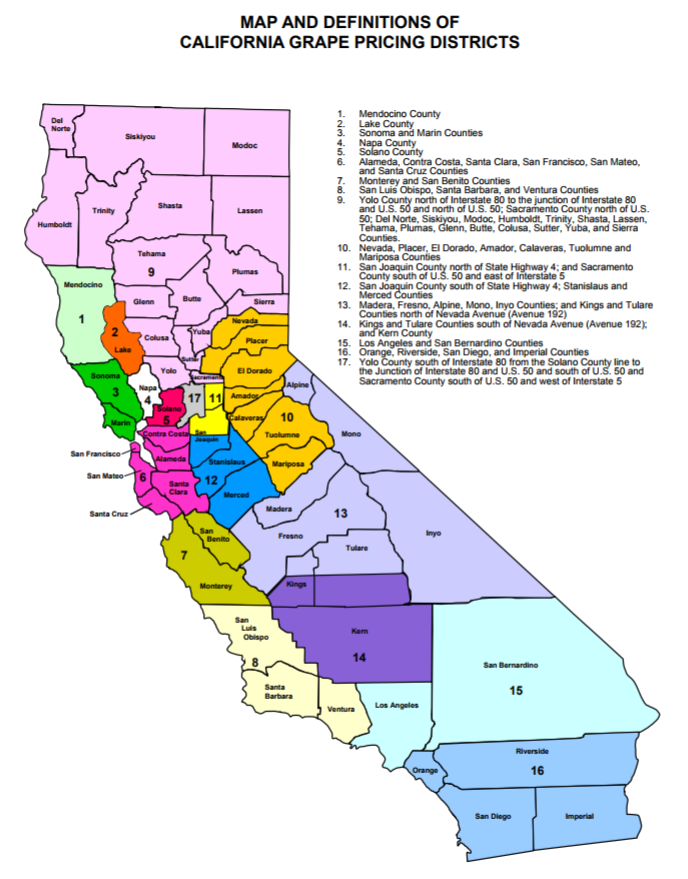 MAP AND DEFINITIONS OF
CALIFORNIA GRAPE PRICING DISTRICTS
1. Mendocino County
2. Lake County
3. Sonoma and Marin Counties
4. Napa County
5. Solano County
6. Alameda, Contra Costa, Santa Clara, San Francisco, San Mateo,
and Santa Cruz Counties
7. Monterey and San Benito Counties
8. San Luis Obispo, Santa Barbara, and Ventura Counties
9. Yolo County north of Interstate 80 to the junction of Interstate 80
and U.S. 50 and north of U.S. 50; Sacramento County north of U.S.
50; Del Norte, Siskiyou, Modoc, Humboldt, Trinity, Shasta, Lassen,
Tehama, Plumas, Glenn, Butte, Colusa, Sutter, Yuba, and Sierra
Counties.
10. Nevada, Placer, El Dorado, Amador, Calaveras, Tuolumne and
Mariposa Counties
11. San Joaquin County north of State Highway 4; and Sacramento
County south of U.S. 50 and east of Interstate 5
12. San Joaquin County south of State Highway 4; Stanislaus and
Merced Counties
13. Madera, Fresno, Alpine, Mono, Inyo Counties; and Kings and Tulare
Counties north of Nevada Avenue (Avenue 192)
14. Kings and Tulare Counties south of Nevada Avenue (Avenue 192);
and Kern County
15. Los Angeles and San Bernardino Counties
16. Orange, Riverside, San Diego, and Imperial Counties
17. Yolo County south of Interstate 80 from the Solano County line to
the Junction of Interstate 80 and U.S. 50 and south of U.S. 50 and
Sacramento County south of U.S. 50 and west of Interstate 5
Del
Norte
Siskiyou
Modoc
Humboldt
Trinity
Shasta
Lassen
Tehama
9
Plumas
Mendocino
1
Glenn
Butte
Sierra
2
Lake
Colusa
Yuba
Nevada
Placer
Sutter
Sonoma
3
Yolo
El Dorado
Sacramento
Alpine
Napa
4
17
11
Amador
Solano
5
Marin
Calaveras
10
Contra Costa
San
Joaquin
Tuolumne
Mono
San Francisco
Alameda
Stanislaus
Mariposa
San Mateo
6
Santa
Clara
12
Merced
Santa Cruz
Madera
13
San
Benito
Fresno
Inyo
7
Tulare
Monterey
Kings
San
Luis
Obispo
Kern
8
14
San Bernardino
Santa
Barbara
15
Ventura
Los Angeles
Riverside
Orange
16
San Diego
Imperial